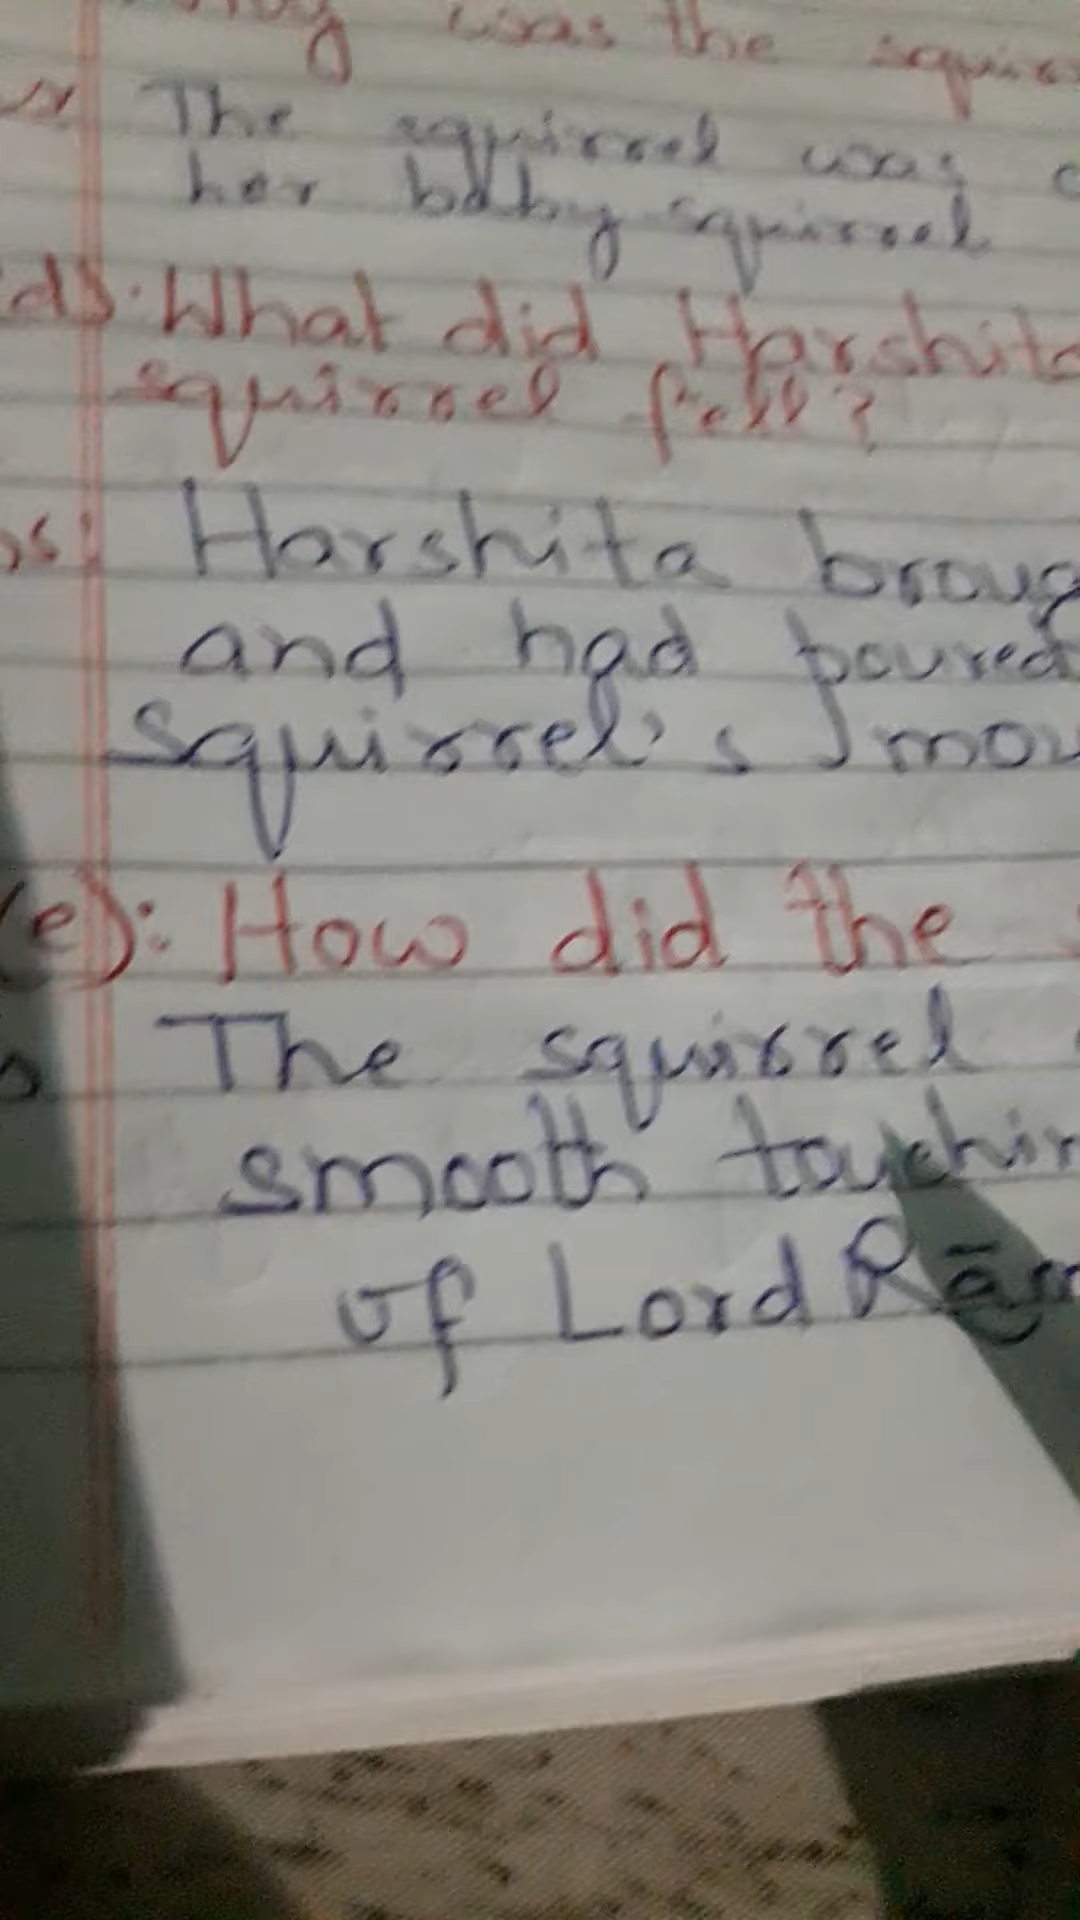 was the
The squirrel was
her baby squirrel
d). What did Harshita
squirrel fell?
Harshita
and had poured
squirrel's
(e): How did the
The squirrel
smooth
of Lord